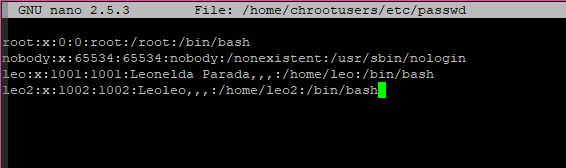 GNU nano 2.5.3 File: /home/chrootusers/etc/passwd
root:x:0:0:root:/root:/bin/bash
nobody:x:65534:65534:nobody:/nonexistent:/usr/sbin/nologin
leo:x:1001:1001:Leonelda Parada,,,:/home/leo:/bin/bash
leo2:x:1002:1002:Leoleo,,,:/home/leo2:/bin/bash